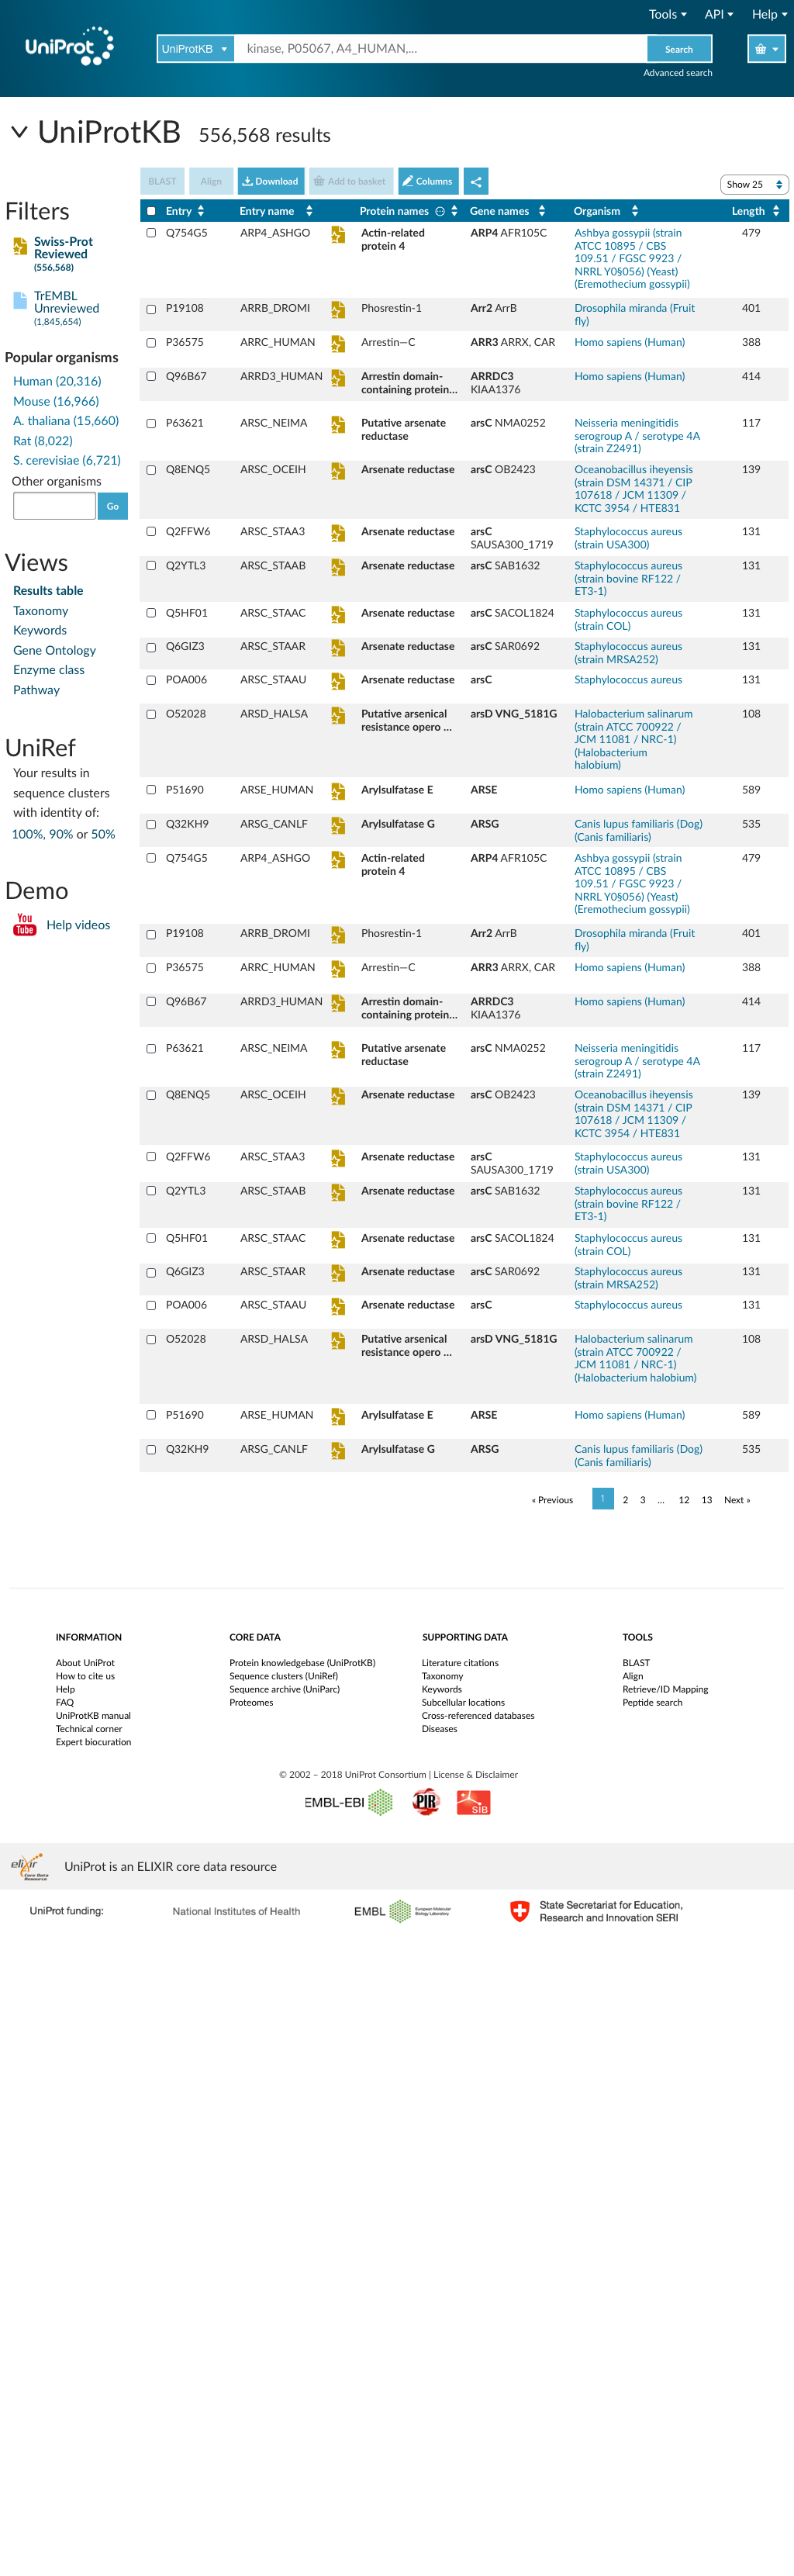 Tools API Help
UniProt
UniProtKB kinase, P05067, A4_HUMAN,... Search
Advanced search
UniProtKB 556,568 results
BLAST Align Download Add to basket Columns
Show 25
Filters
Swiss-Prot
Reviewed
(556,568)
TrEMBL
Unreviewed
(1,845,654)
Popular organisms
Human (20,316)
Mouse (16,966)
A. thaliana (15,660)
Rat (8,022)
S. cerevisiae (6,721)
Other organisms
Go
Views
Results table
Taxonomy
Keywords
Gene Ontology
Enzyme class
Pathway
UniRef
Your results in
sequence clusters
with identity of:
100%, 90% or 50%
Demo
You Tube Help videos
Entry Entry name Protein names Gene names Organism Length
Q754G5 ARP4_ASHGO Actin-related ARP4 AFR105C Ashbya gossypii (strain 479
protein 4 ATCC 10895 / CBS
109.51 / FGSC 9923 /
NRRL Y0§056) (Yeast)
(Eremothecium gossypii)
P19108 ARRB_DROMI Phosrestin-1 Arr2 ArrB Drosophila miranda (Fruit 401
fly)
P36575 ARRC_HUMAN Arrestin—C ARR3 ARRX, CAR Homo sapiens (Human) 388
Q96B67 ARRD3_HUMAN Arrestin domain- ARRDC3 Homo sapiens (Human) 414
containing protein... KIAA1376
P63621 ARSC_NEIMA Putative arsenate arsC NMA0252 Neisseria meningitidis 117
reductase serogroup A / serotype 4A
(strain Z2491)
Q8ENQ5 ARSC_OCEIH Arsenate reductase arsC OB2423 Oceanobacillus iheyensis 139
(strain DSM 14371 / CIP
107618 / JCM 11309 /
KCTC 3954 / HTE831
Q2FFW6 ARSC_STAA3 Arsenate reductase arsC Staphylococcus aureus 131
SAUSA300_1719 (strain USA300)
Q2YTL3 ARSC_STAAB Arsenate reductase arsC SAB1632 Staphylococcus aureus 131
(strain bovine RF122 /
ET3-1)
Q5HF01 ARSC_STAAC Arsenate reductase arsC SACOL1824 Staphylococcus aureus 131
(strain COL)
Q6GIZ3 ARSC_STAAR Arsenate reductase arsC SAR0692 Staphylococcus aureus 131
(strain MRSA252)
POA006 ARSC_STAAU Arsenate reductase arsC Staphylococcus aureus 131
O52028 ARSD_HALSA Putative arsenical arsD VNG_5181G Halobacterium salinarum 108
resistance opero ... (strain ATCC 700922 /
JCM 11081 / NRC-1)
(Halobacterium
halobium)
P51690 ARSE_HUMAN Arylsulfatase E ARSE Homo sapiens (Human) 589
Q32KH9 ARSG_CANLF Arylsulfatase G ARSG Canis lupus familiaris (Dog) 535
(Canis familiaris)
Q754G5 ARP4_ASHGO Actin-related ARP4 AFR105C Ashbya gossypii (strain 479
protein 4 ATCC 10895 / CBS
109.51 / FGSC 9923 /
NRRL Y0§056) (Yeast)
(Eremothecium gossypii)
P19108 ARRB_DROMI Phosrestin-1 Arr2 ArrB Drosophila miranda (Fruit 401
fly)
P36575 ARRC_HUMAN Arrestin—C ARR3 ARRX, CAR Homo sapiens (Human) 388
Q96B67 ARRD3_HUMAN Arrestin domain- ARRDC3 Homo sapiens (Human) 414
containing protein... KIAA1376
P63621 ARSC_NEIMA Putative arsenate arsC NMA0252 Neisseria meningitidis 117
reductase serogroup A / serotype 4A
(strain Z2491)
Q8ENQ5 ARSC_OCEIH Arsenate reductase arsC OB2423 Oceanobacillus iheyensis 139
(strain DSM 14371 / CIP
107618 / JCM 11309 /
KCTC 3954 / HTE831
Q2FFW6 ARSC_STAA3 Arsenate reductase arsC Staphylococcus aureus 131
SAUSA300_1719 (strain USA300)
Q2YTL3 ARSC_STAAB Arsenate reductase arsC SAB1632 Staphylococcus aureus 131
(strain bovine RF122 /
ET3-1)
Q5HF01 ARSC_STAAC Arsenate reductase arsC SACOL1824 Staphylococcus aureus 131
(strain COL)
Q6GIZ3 ARSC_STAAR Arsenate reductase arsC SAR0692 Staphylococcus aureus 131
(strain MRSA252)
POA006 ARSC_STAAU Arsenate reductase arsC Staphylococcus aureus 131
O52028 ARSD_HALSA Putative arsenical arsD VNG_5181G Halobacterium salinarum 108
resistance opero ... (strain ATCC 700922 /
JCM 11081 / NRC-1)
(Halobacterium halobium)
P51690 ARSE_HUMAN Arylsulfatase E ARSE Homo sapiens (Human) 589
Q32KH9 ARSG_CANLF Arylsulfatase G ARSG Canis lupus familiaris (Dog) 535
(Canis familiaris)
« Previous 1 2 3 ... 12 13 Next »
INFORMATION
About UniProt
How to cite us
Help
FAQ
UniProtKB manual
Technical corner
Expert biocuration
CORE DATA
Protein knowledgebase (UniProtKB)
Sequence clusters (UniRef)
Sequence archive (UniParc)
Proteomes
SUPPORTING DATA
Literature citations
Taxonomy
Keywords
Subcellular locations
Cross-referenced databases
Diseases
TOOLS
BLAST
Align
Retrieve/ID Mapping
Peptide search
© 2002 – 2018 UniProt Consortium | License & Disclaimer
EMBL-EBI PIR SIB
elixir
Core Data
Resource
UniProt is an ELIXIR core data resource
UniProt funding: National Institutes of Health EMBL European Molecular Biology Laboratory State Secretariat for Education,
Research and Innovation SERI